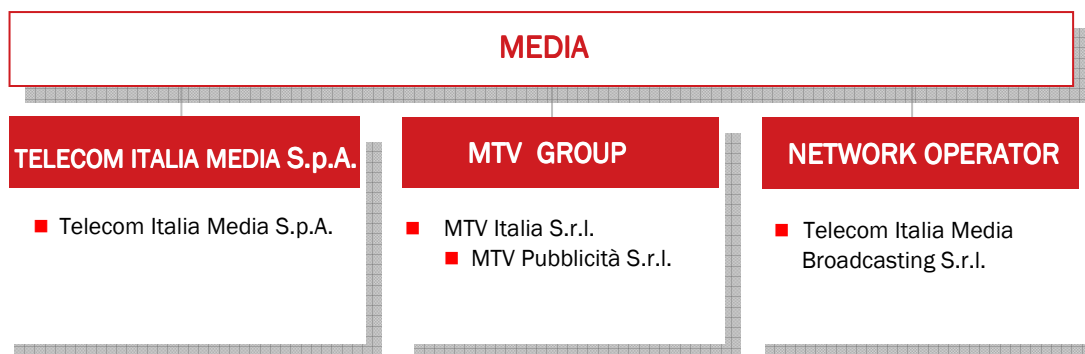 MEDIA
TELECOM ITALIA MEDIA S.p.A.
Telecom Italia Media S.p.A.
MTV GROUP
MTV Italia S.r.l.
MTV Pubblicità S.r.l.
NETWORK OPERATOR
Telecom Italia Media
Broadcasting S.r.l.